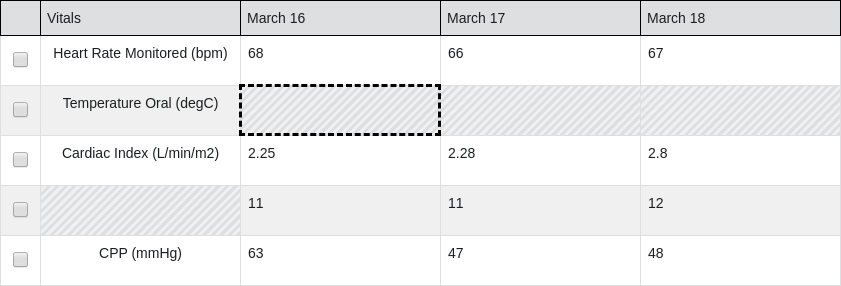 Vitals March 16 March 17 March 18
Heart Rate Monitored (bpm) 68 66 67
Temperature Oral (degC)
Cardiac Index (L/min/m2) 2.25 2.28 2.8
11 11 12
CPP (mmHg) 63 47 48